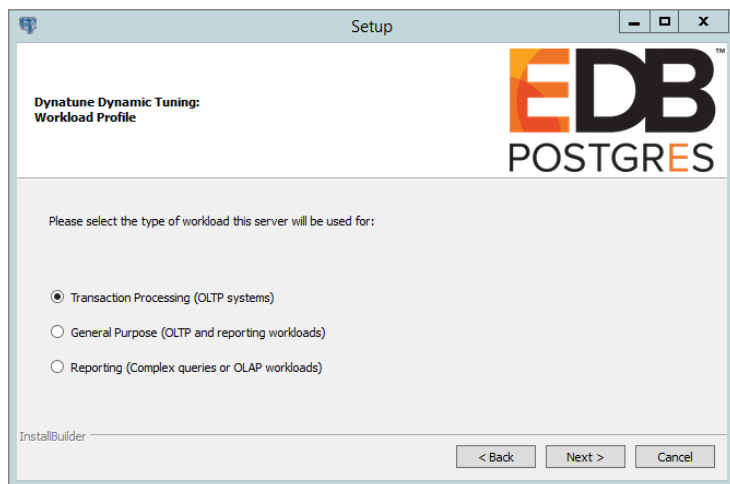 Setup
Dynatune Dynamic Tuning:
Workload Profile
EDB™
POSTGRES
Please select the type of workload this server will be used for:
Transaction Processing (OLTP systems)
General Purpose (OLTP and reporting workloads)
Reporting (Complex queries or OLAP workloads)
InstallBuilder
< Back Next > Cancel